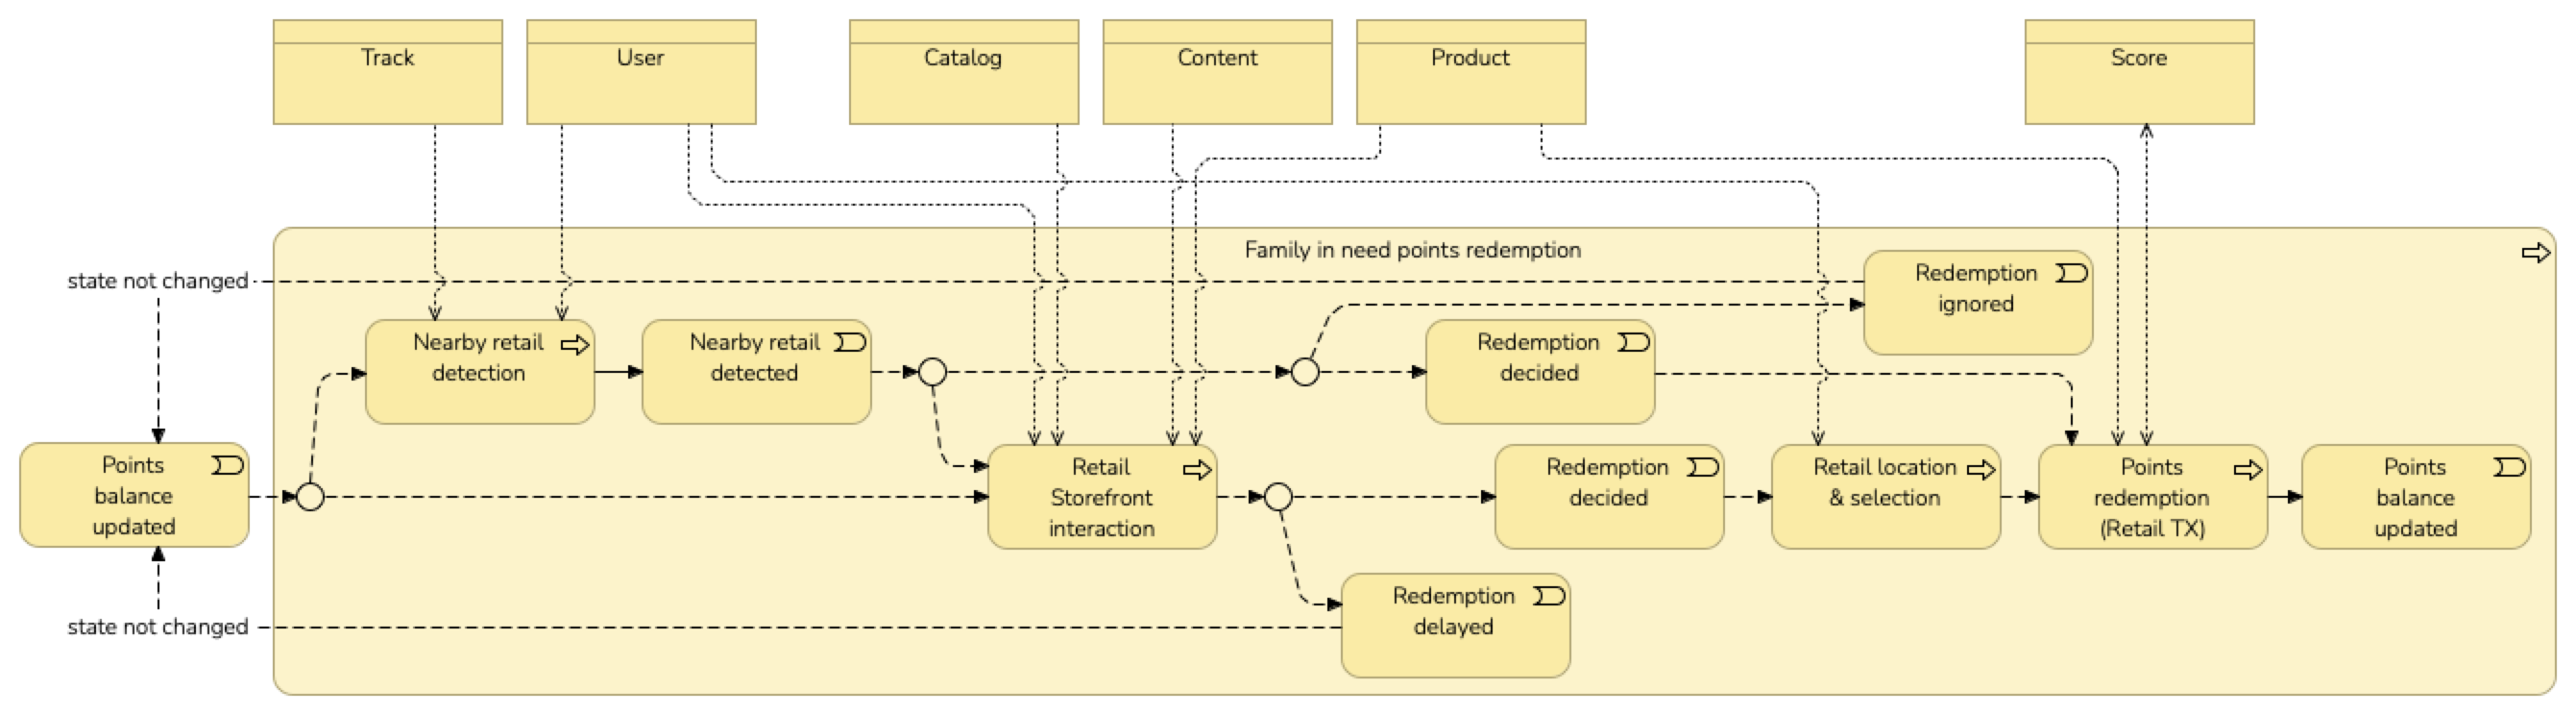 Track
User
Catalog
Content
Product
Score
Family in need points redemption
state not changed
Redemption
ignored
Nearby retail
detection
Nearby retail
detected
Redemption
decided
Points
balance
updated
Retail
Storefront
interaction
Redemption
decided
Retail location
& selection
Points
redemption
(Retail TX)
Points
balance
updated
Redemption
delayed
state not changed